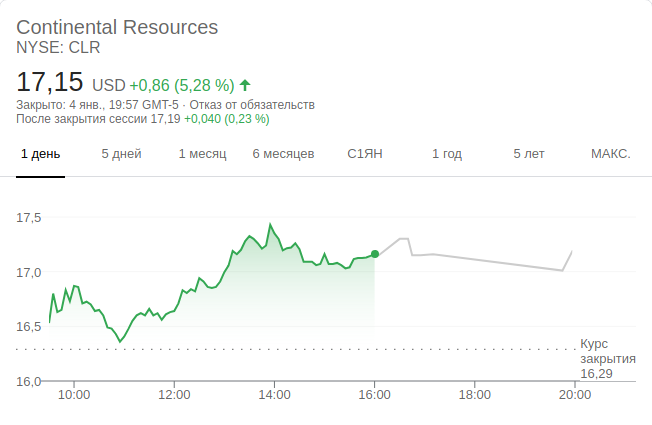 Continental Resources
NYSE: CLR
17,15 USD +0,86 (5,28 %)
Закрыто: 4 янв., 19:57 GMT-5 · Отказ от обязательств
После закрытия сессии 17,19 +0,040 (0,23 %)
1 день 5 дней 1 месяц 6 месяцев С1ЯН 1 год 5 лет МАКС.
17,5
17,0
16,5
Курс
закрытия
16,29
16,0
10:00 12:00 14:00 16:00 18:00 20:00